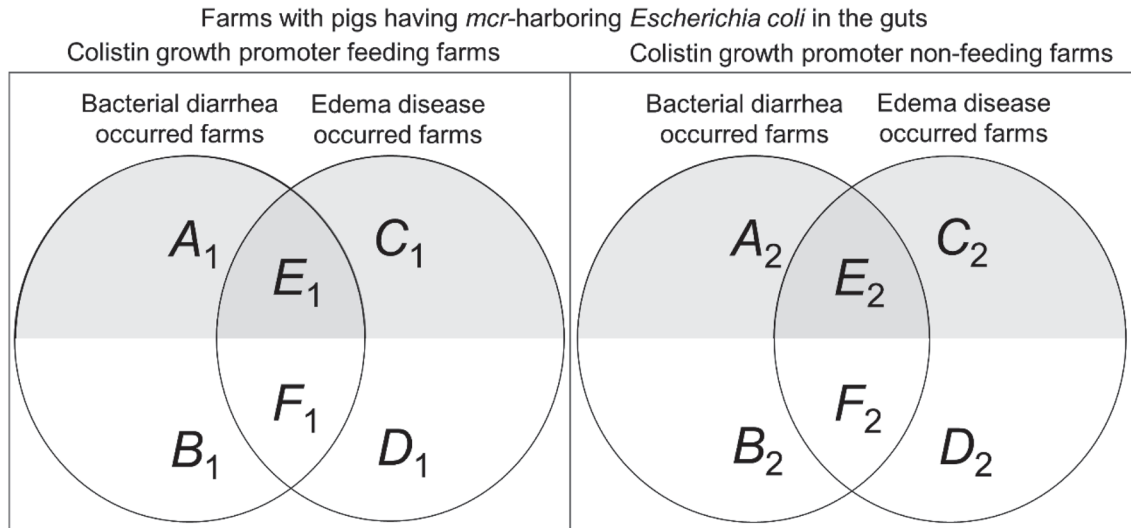 Farms with pigs having mcr-harboring Escherichia coli in the guts
Colistin growth promoter feeding farms
Colistin growth promoter non-feeding farms
Bacterial diarrhea
occurred farms
Edema disease
occurred farms
A1
C1
E1
F1
B1
D1
Bacterial diarrhea
occurred farms
Edema disease
occurred farms
A2
C2
E2
F2
B2
D2